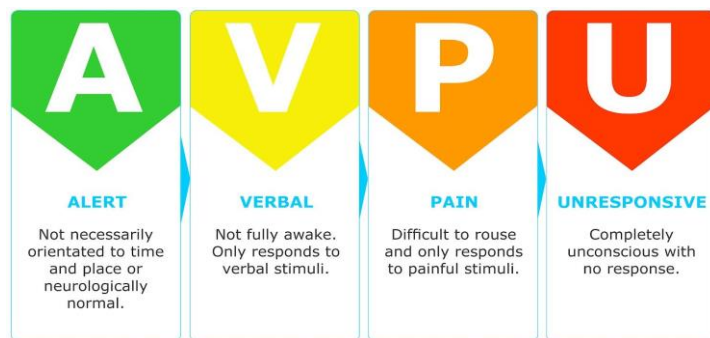 A
ALERT
Not necessarily
orientated to time
and place or
neurologically
normal.
V
VERBAL
Not fully awake.
Only responds to
verbal stimuli.
P
PAIN
Difficult to rouse
and only responds
to painful stimuli.
U
UNRESPONSIVE
Completely
unconscious with
no response.